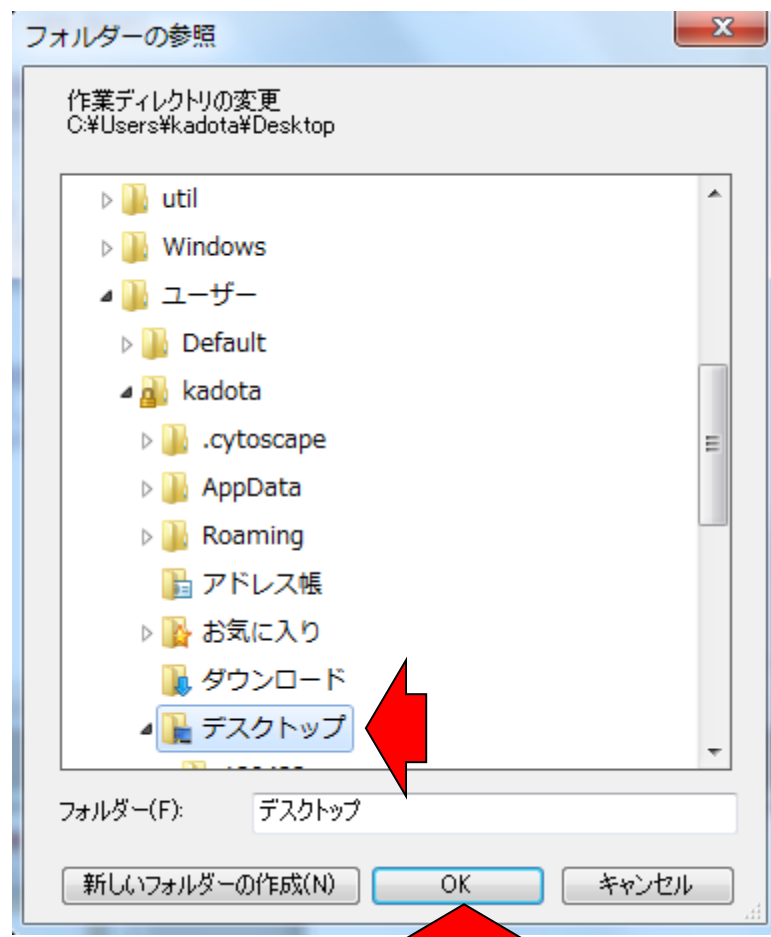 フォルダーの参照
作業ディレクトリの変更
C:¥Users¥kadota¥Desktop
util
Windows
ユーザー
Default
kadota
.cytoscape
AppData
Roaming
アドレス帳
お気に入り
ダウンロード
デスクトップ
フォルダー(F): デスクトップ
新しいフォルダーの作成(N) OK キャンセル